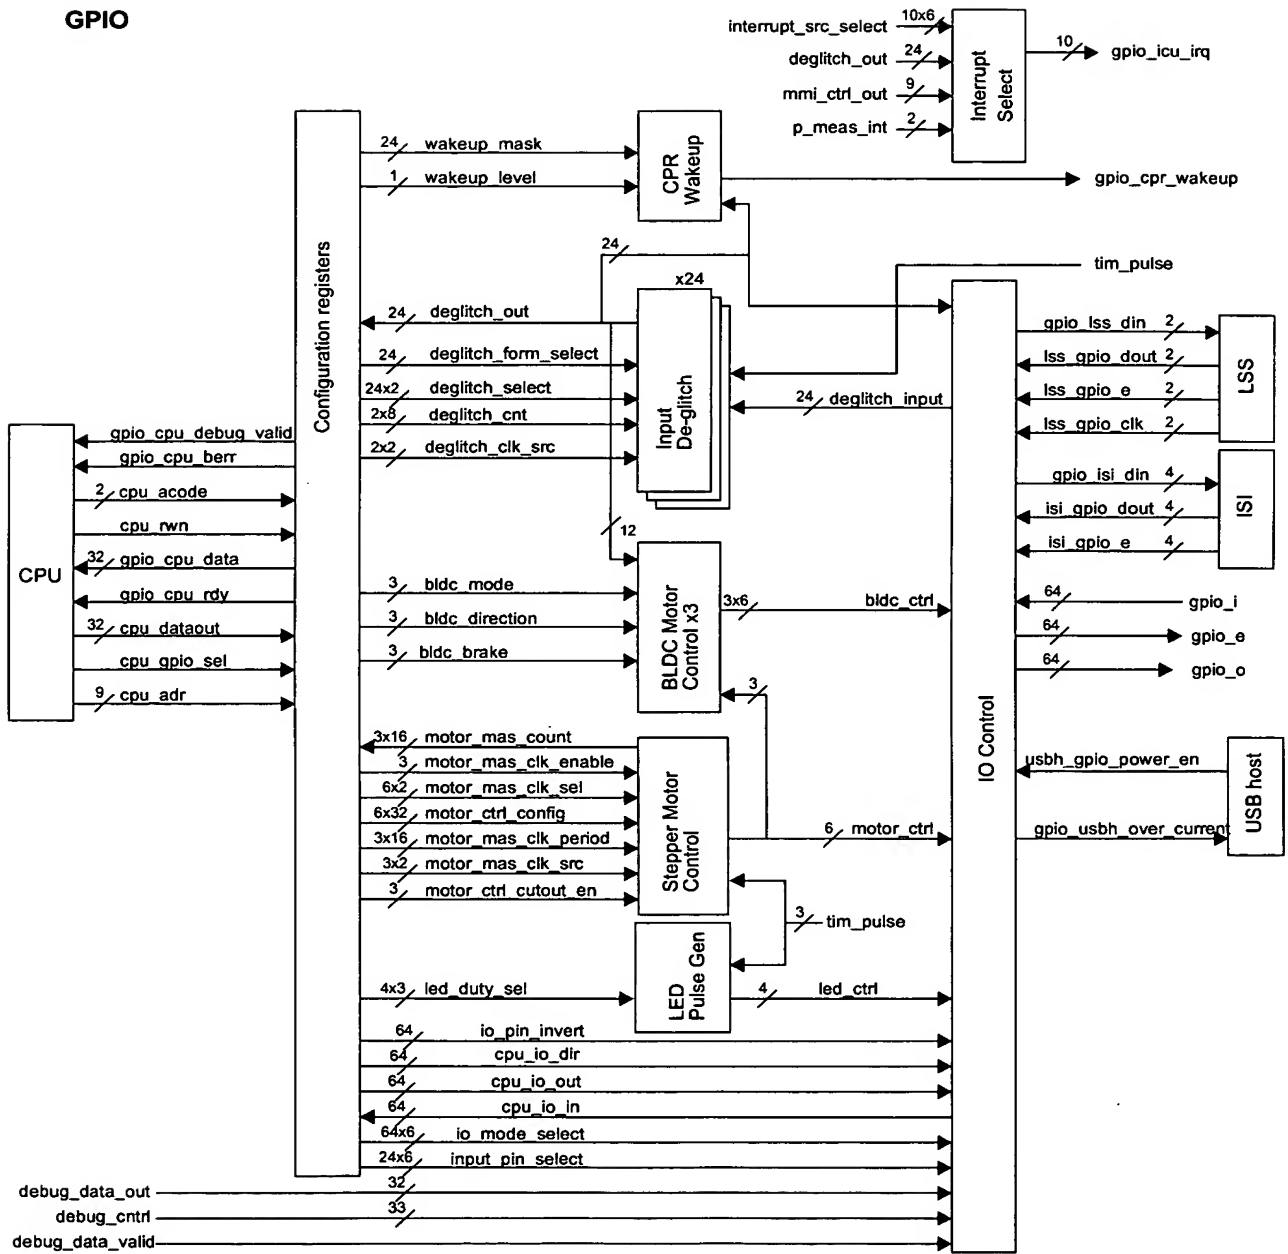 GPIO
interrupt_src_select 10x6
deglitch_out 24
mmi_ctrl_out 9
p_meas_int 2
Interrupt
Select
10 gpio_icu_irq
Configuration registers
24 wakeup_mask
1 wakeup_level
CPR
Wakeup
gpio_cpr_wakeup
24
tim_pulse
x24
24 deglitch_out
24 deglitch_form_select
24x2 deglitch_select
2x8 deglitch_cnt
2x2 deglitch_clk_src
Input
De-glitch
24 deglitch_input
12
CPU
gpio_cpu_debug_valid
gpio_cpu_berr
2 cpu_acode
cpu_rwn
32 gpio_cpu_data
gpio_cpu_rdy
32 cpu_dataout
cpu_gpio_sel
9 cpu_adr
3 bldc_mode
3 bldc_direction
3 bldc_brake
BLDC Motor
Control x3
3x6 bldc_ctrl
3
3x16 motor_mas_count
3 motor_mas_clk_enable
6x2 motor_mas_clk_sel
6x32 motor_ctrl_config
3x16 motor_mas_clk_period
3x2 motor_mas_clk_src
3 motor_ctrl_cutout_en
Stepper Motor
Control
6 motor_ctrl
3 tim_pulse
4x3 led_duty_sel
LED
Pulse Gen
4 led_ctrl
64 io_pin_invert
64 cpu_io_dir
64 cpu_io_out
64 cpu_io_in
64x6 io_mode_select
24x6 input_pin_select
debug_data_out 32
debug_cntrl 33
debug_data_valid
IO Control
gpio_lss_din 2
lss_gpio_dout 2
lss_gpio_e 2
lss_gpio_clk 2
LSS
gpio_isi_din 4
isi_gpio_dout 4
isi_gpio_e 4
ISI
64 gpio_i
64 gpio_e
64 gpio_o
usbh_gpio_power_en
gpio_usbh_over_current
USB host